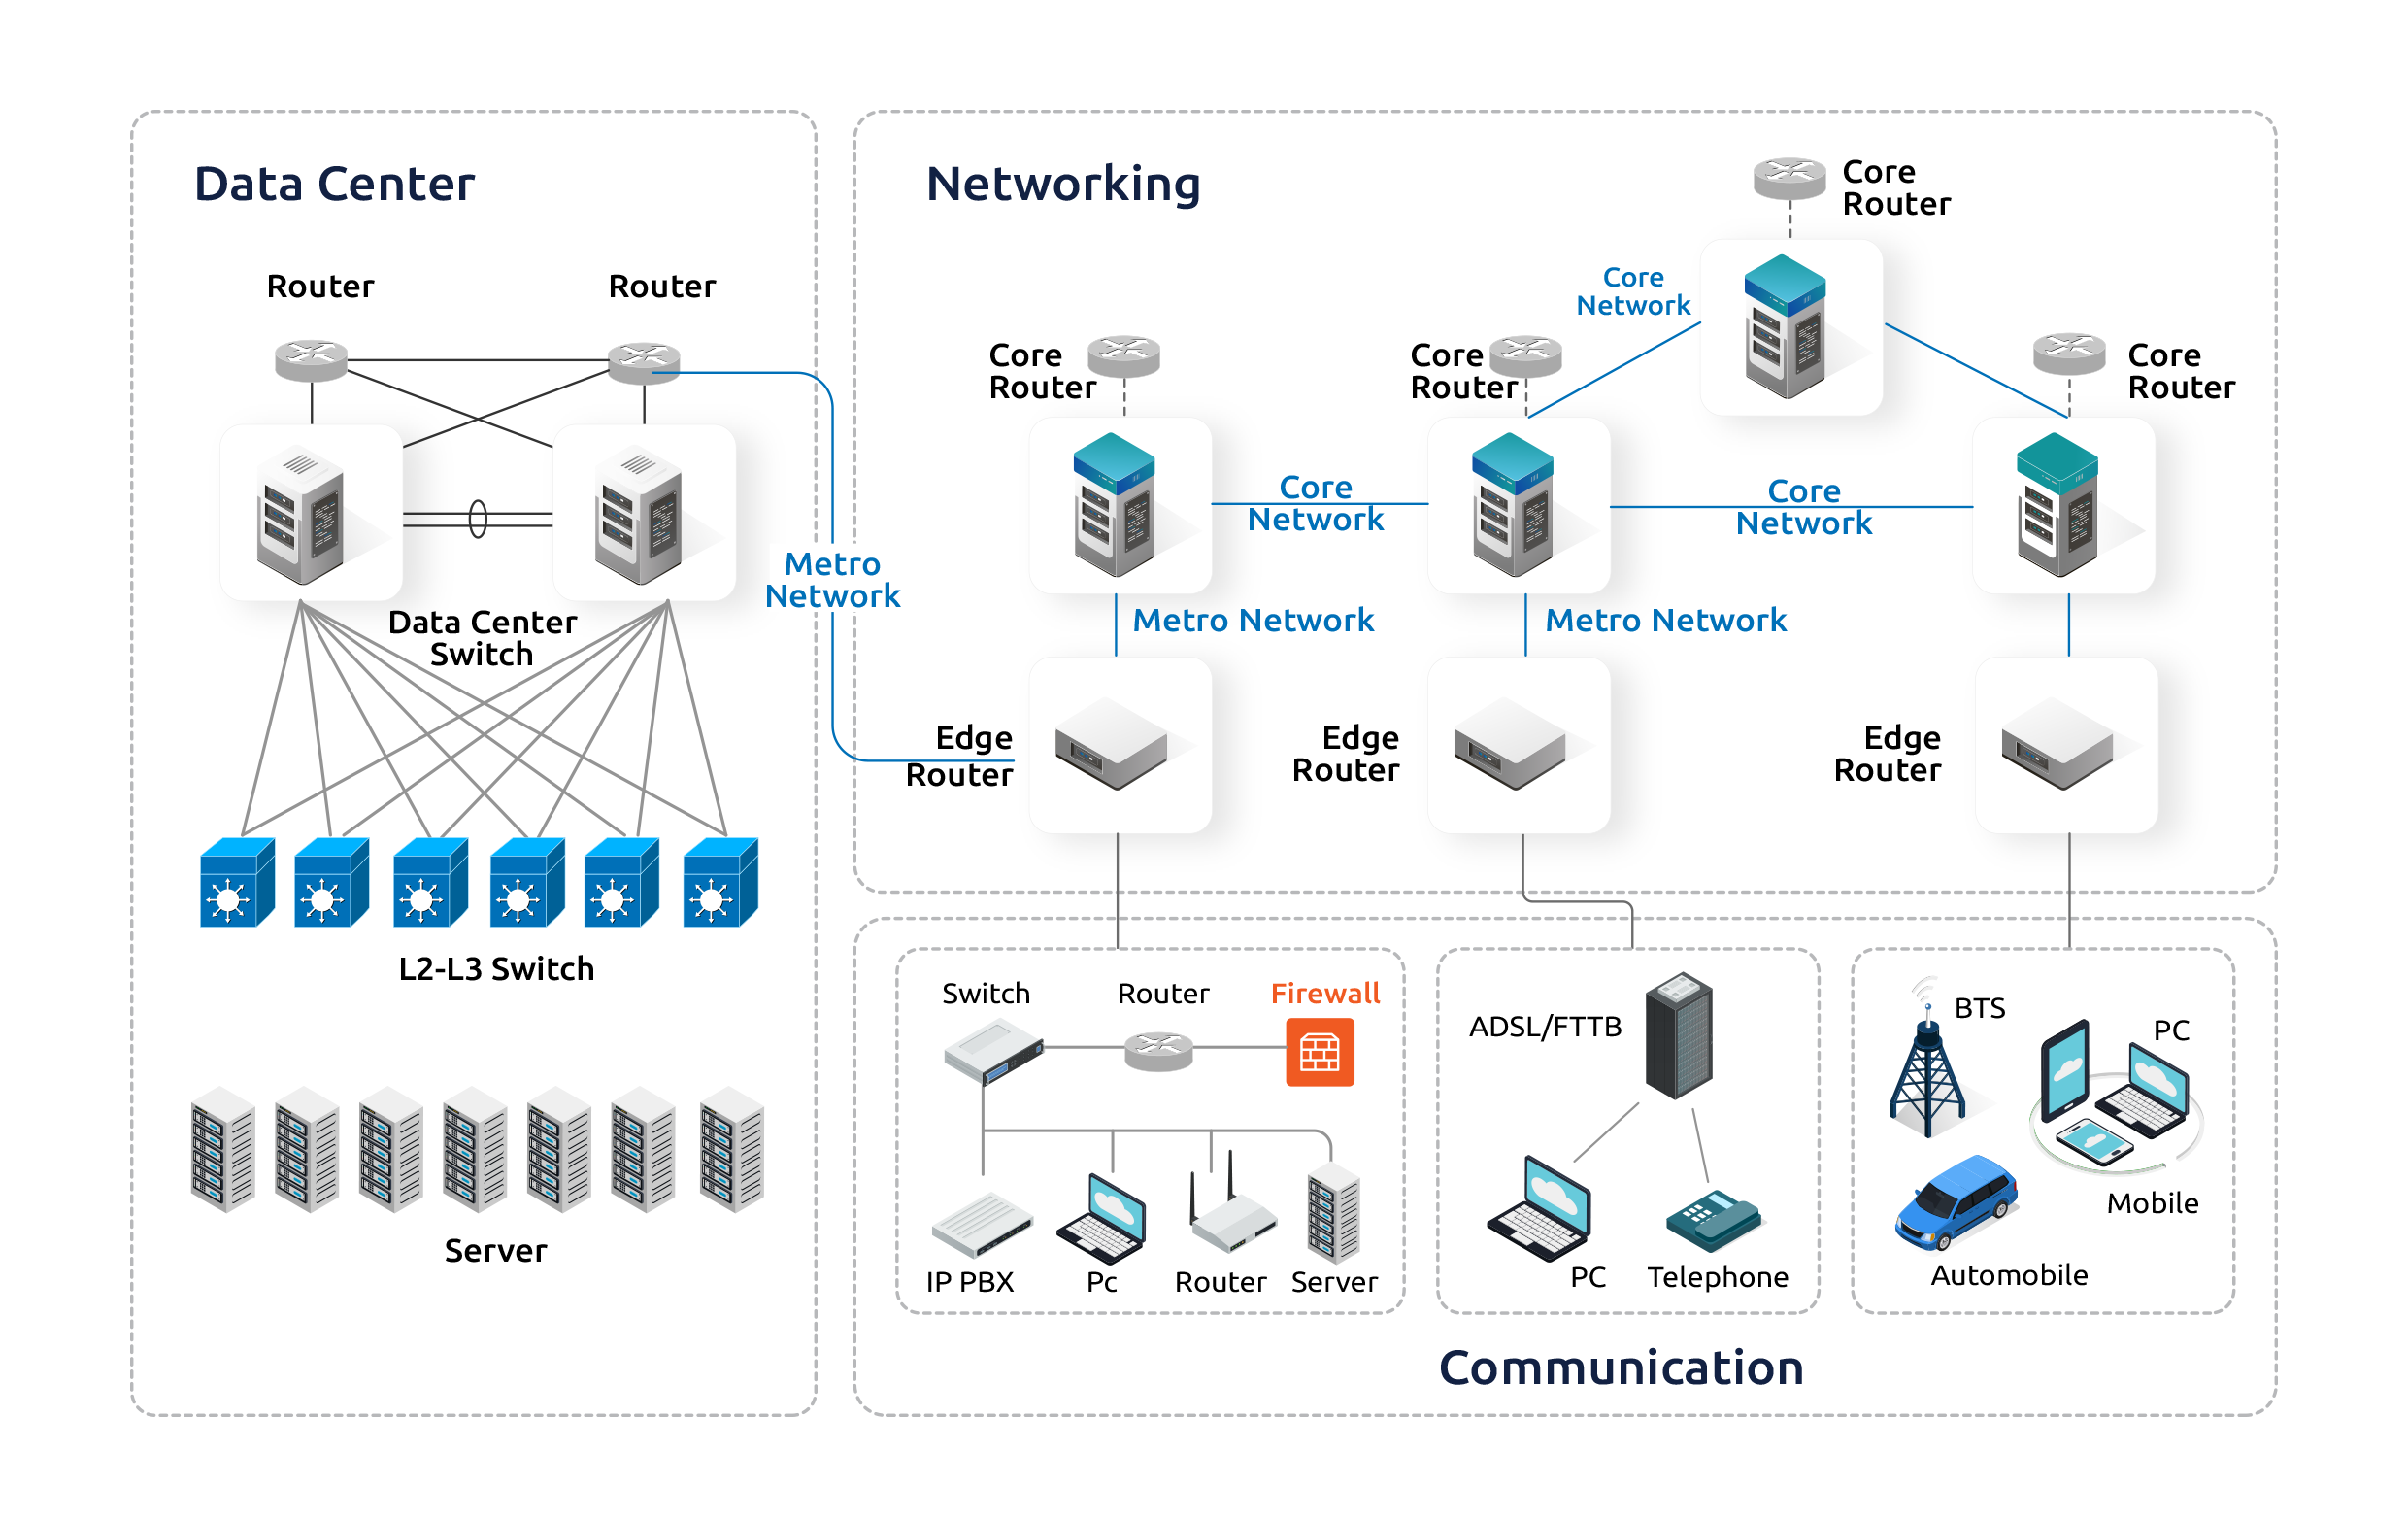 Data Center
Router
Router
Data Center
Switch
L2-L3 Switch
Server
Metro
Network
Networking
Core
Router
Core
Network
Core
Router
Core
Router
Core
Router
Core
Network
Core
Network
Metro Network
Metro Network
Edge
Router
Edge
Router
Edge
Router
Switch
Router
Firewall
IP PBX
Pc
Router
Server
ADSL/FTTB
PC
Telephone
BTS
PC
Mobile
Automobile
Communication